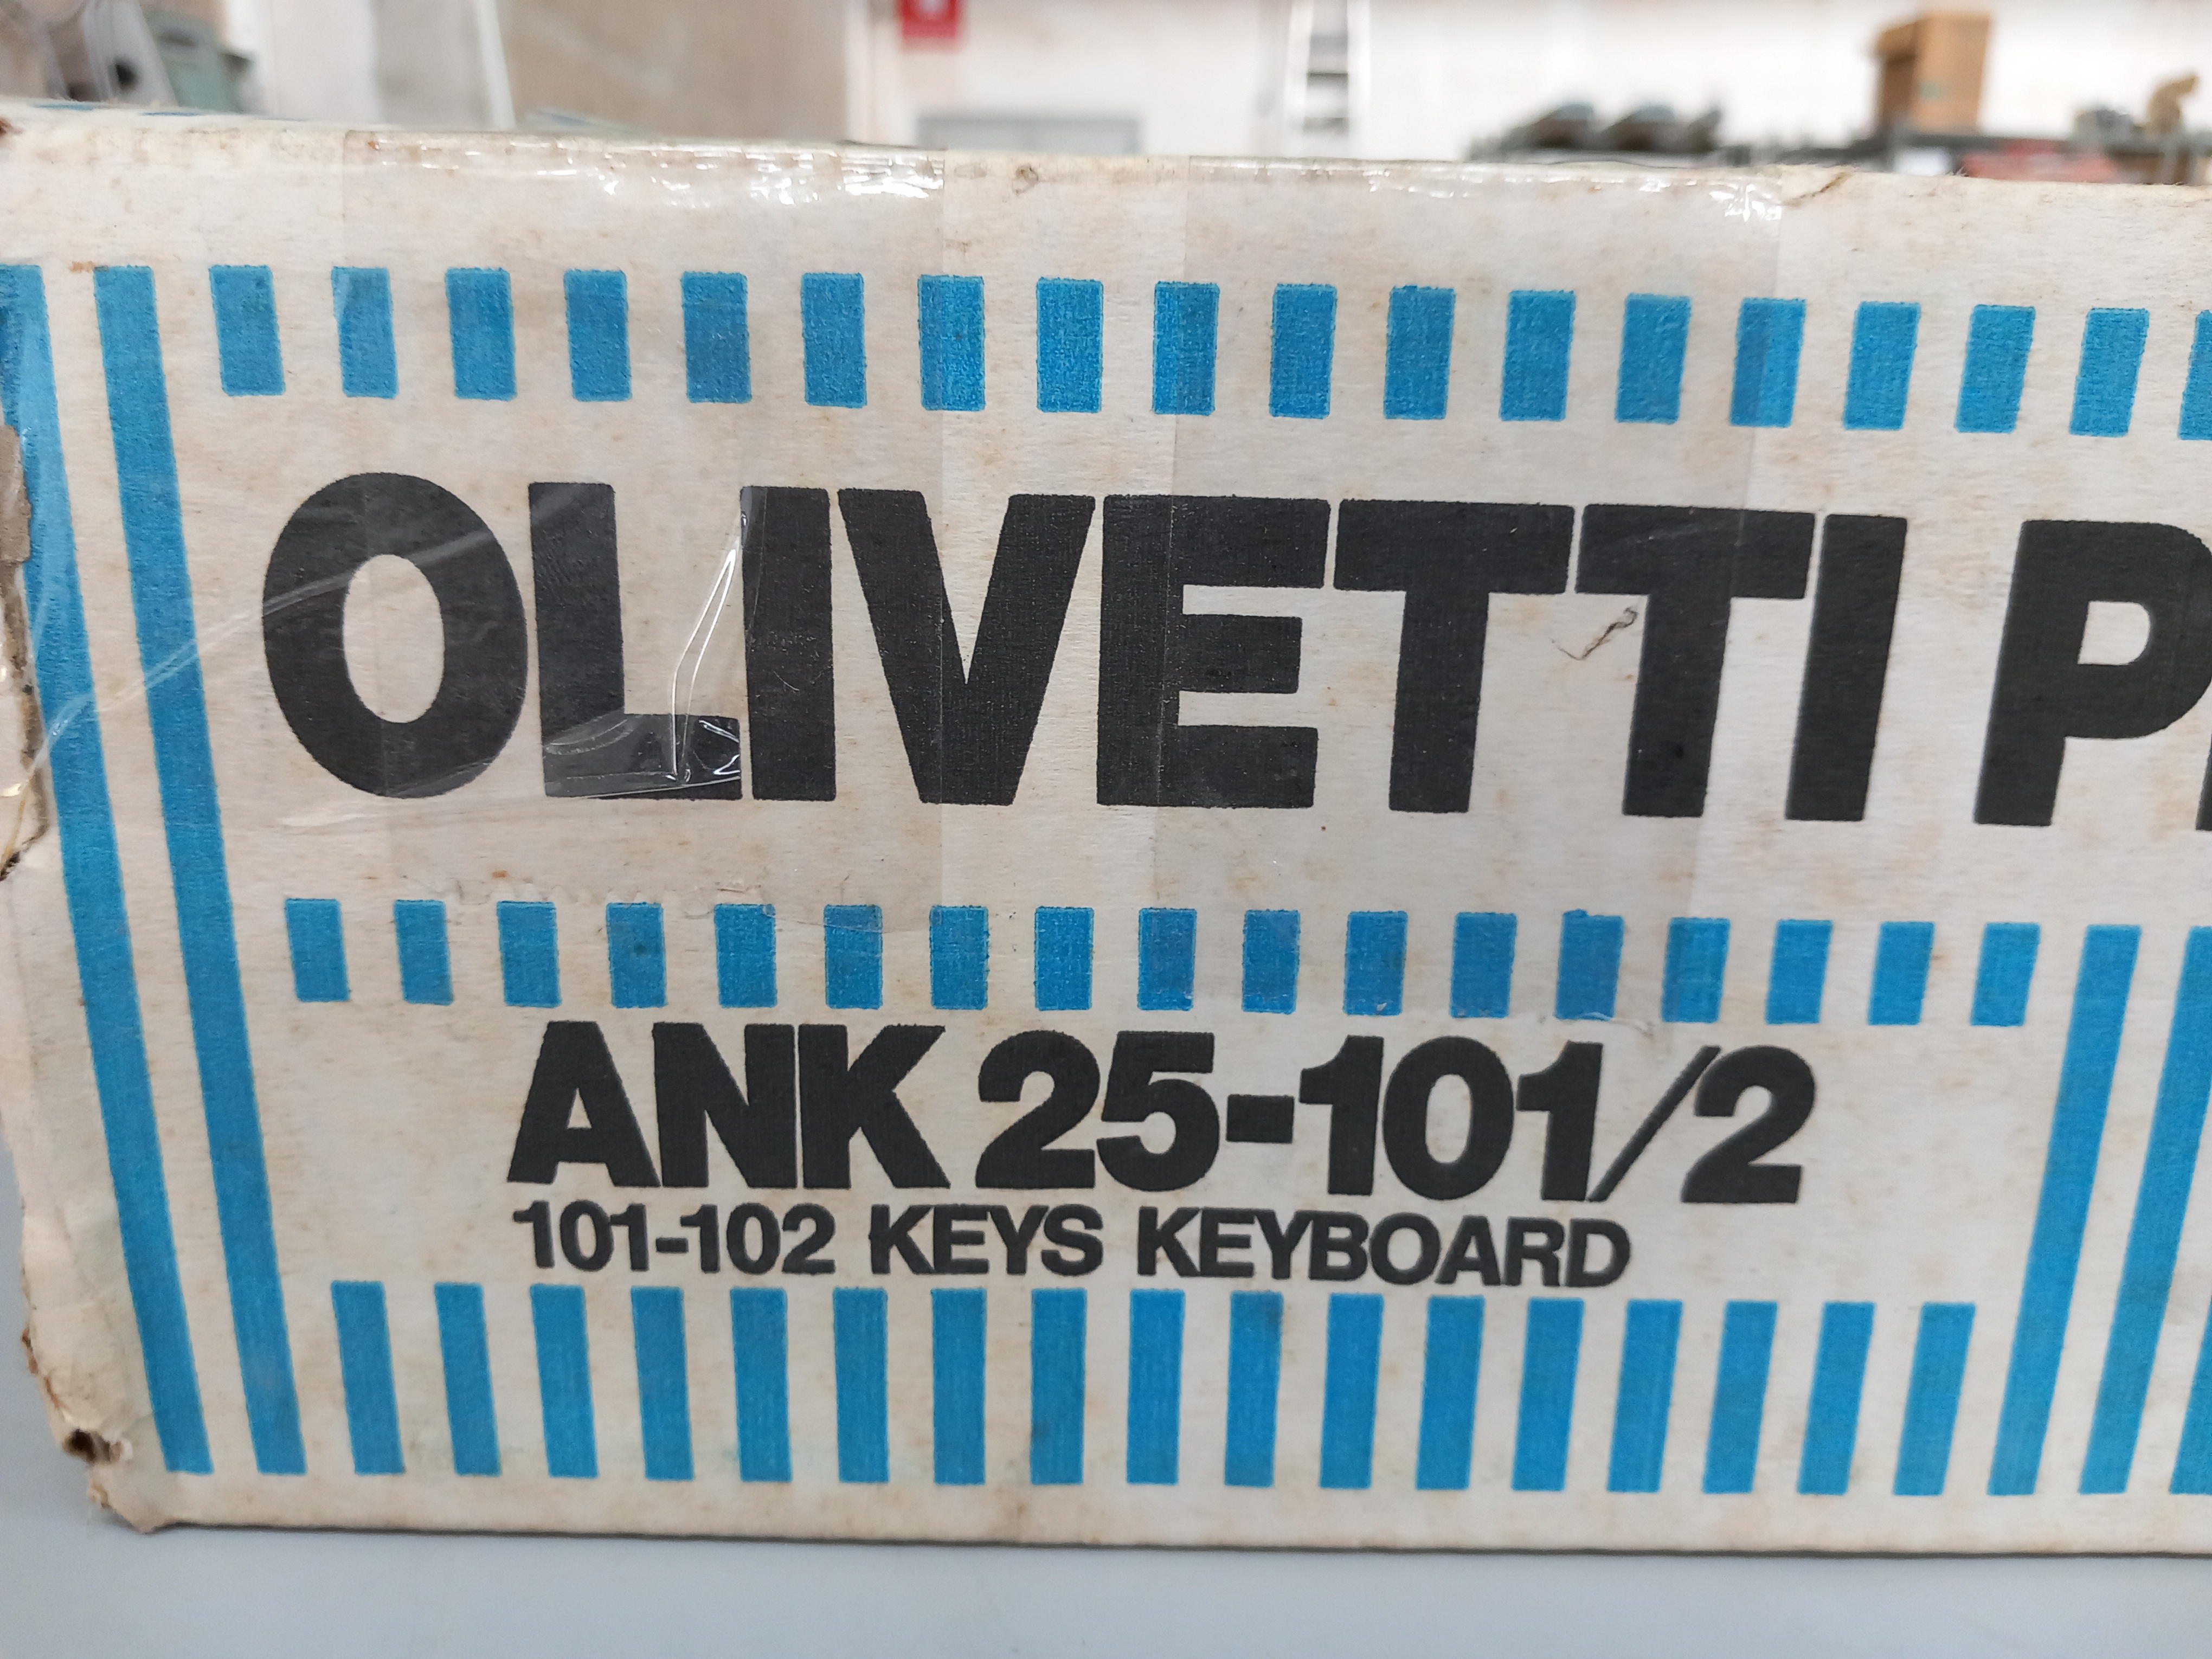 OLIVETTI P
ANK 25-101/2
101-102 KEYS KEYBOARD